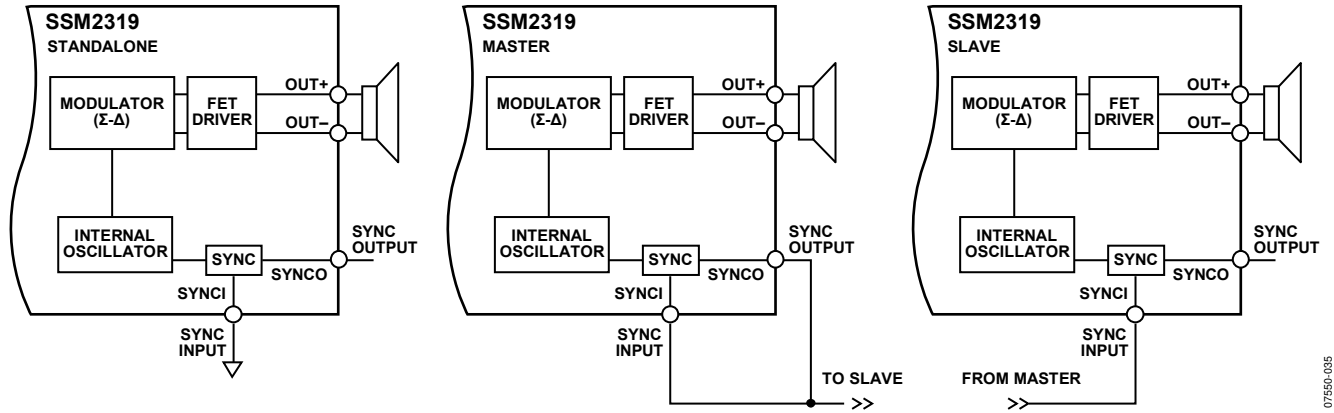 SSM2319
STANDALONE
MODULATOR
(Σ-Δ)
FET
DRIVER
OUT+
OUT–
INTERNAL
OSCILLATOR
SYNC
SYNCO
SYNC
OUTPUT
SYNCI
SYNC
INPUT
SSM2319
MASTER
MODULATOR
(Σ-Δ)
FET
DRIVER
OUT+
OUT–
INTERNAL
OSCILLATOR
SYNC
SYNCO
SYNC
OUTPUT
SYNCI
SYNC
INPUT
TO SLAVE
SSM2319
SLAVE
MODULATOR
(Σ-Δ)
FET
DRIVER
OUT+
OUT–
INTERNAL
OSCILLATOR
SYNC
SYNCO
SYNC
OUTPUT
SYNCI
SYNC
INPUT
FROM MASTER
07550-035